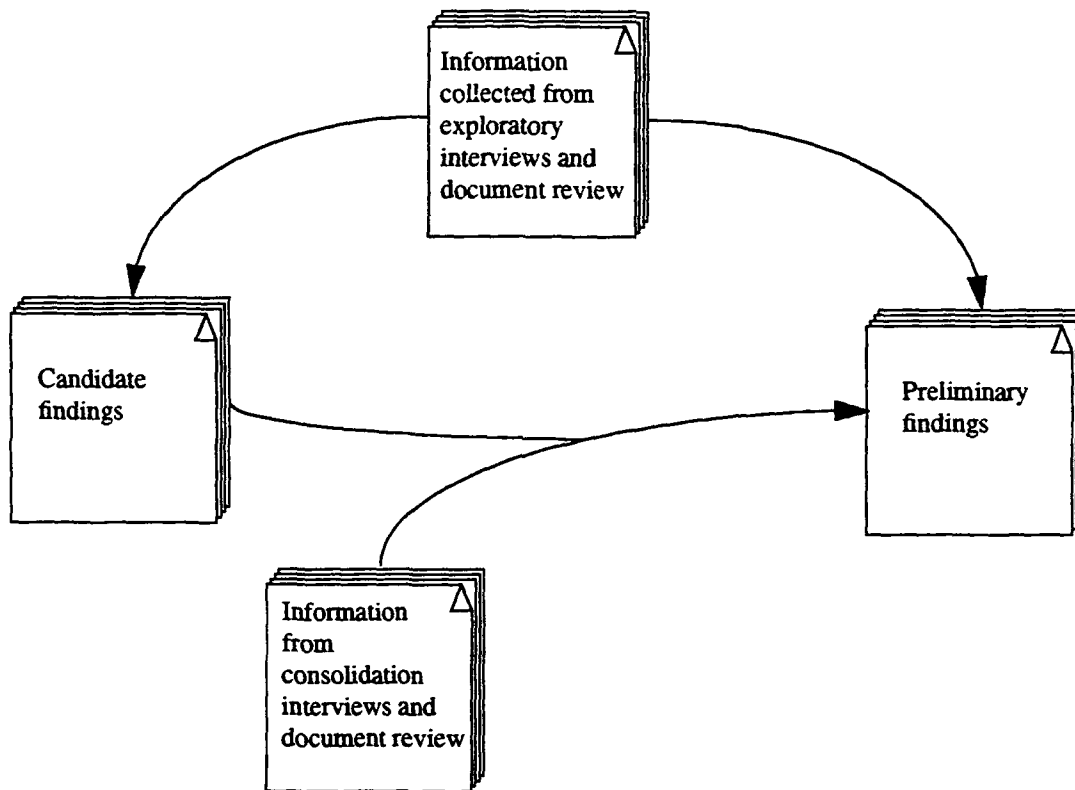 Information
collected from
exploratory
interviews and
document review
Candidate
findings
Preliminary
findings
Information
from
consolidation
interviews and
document review